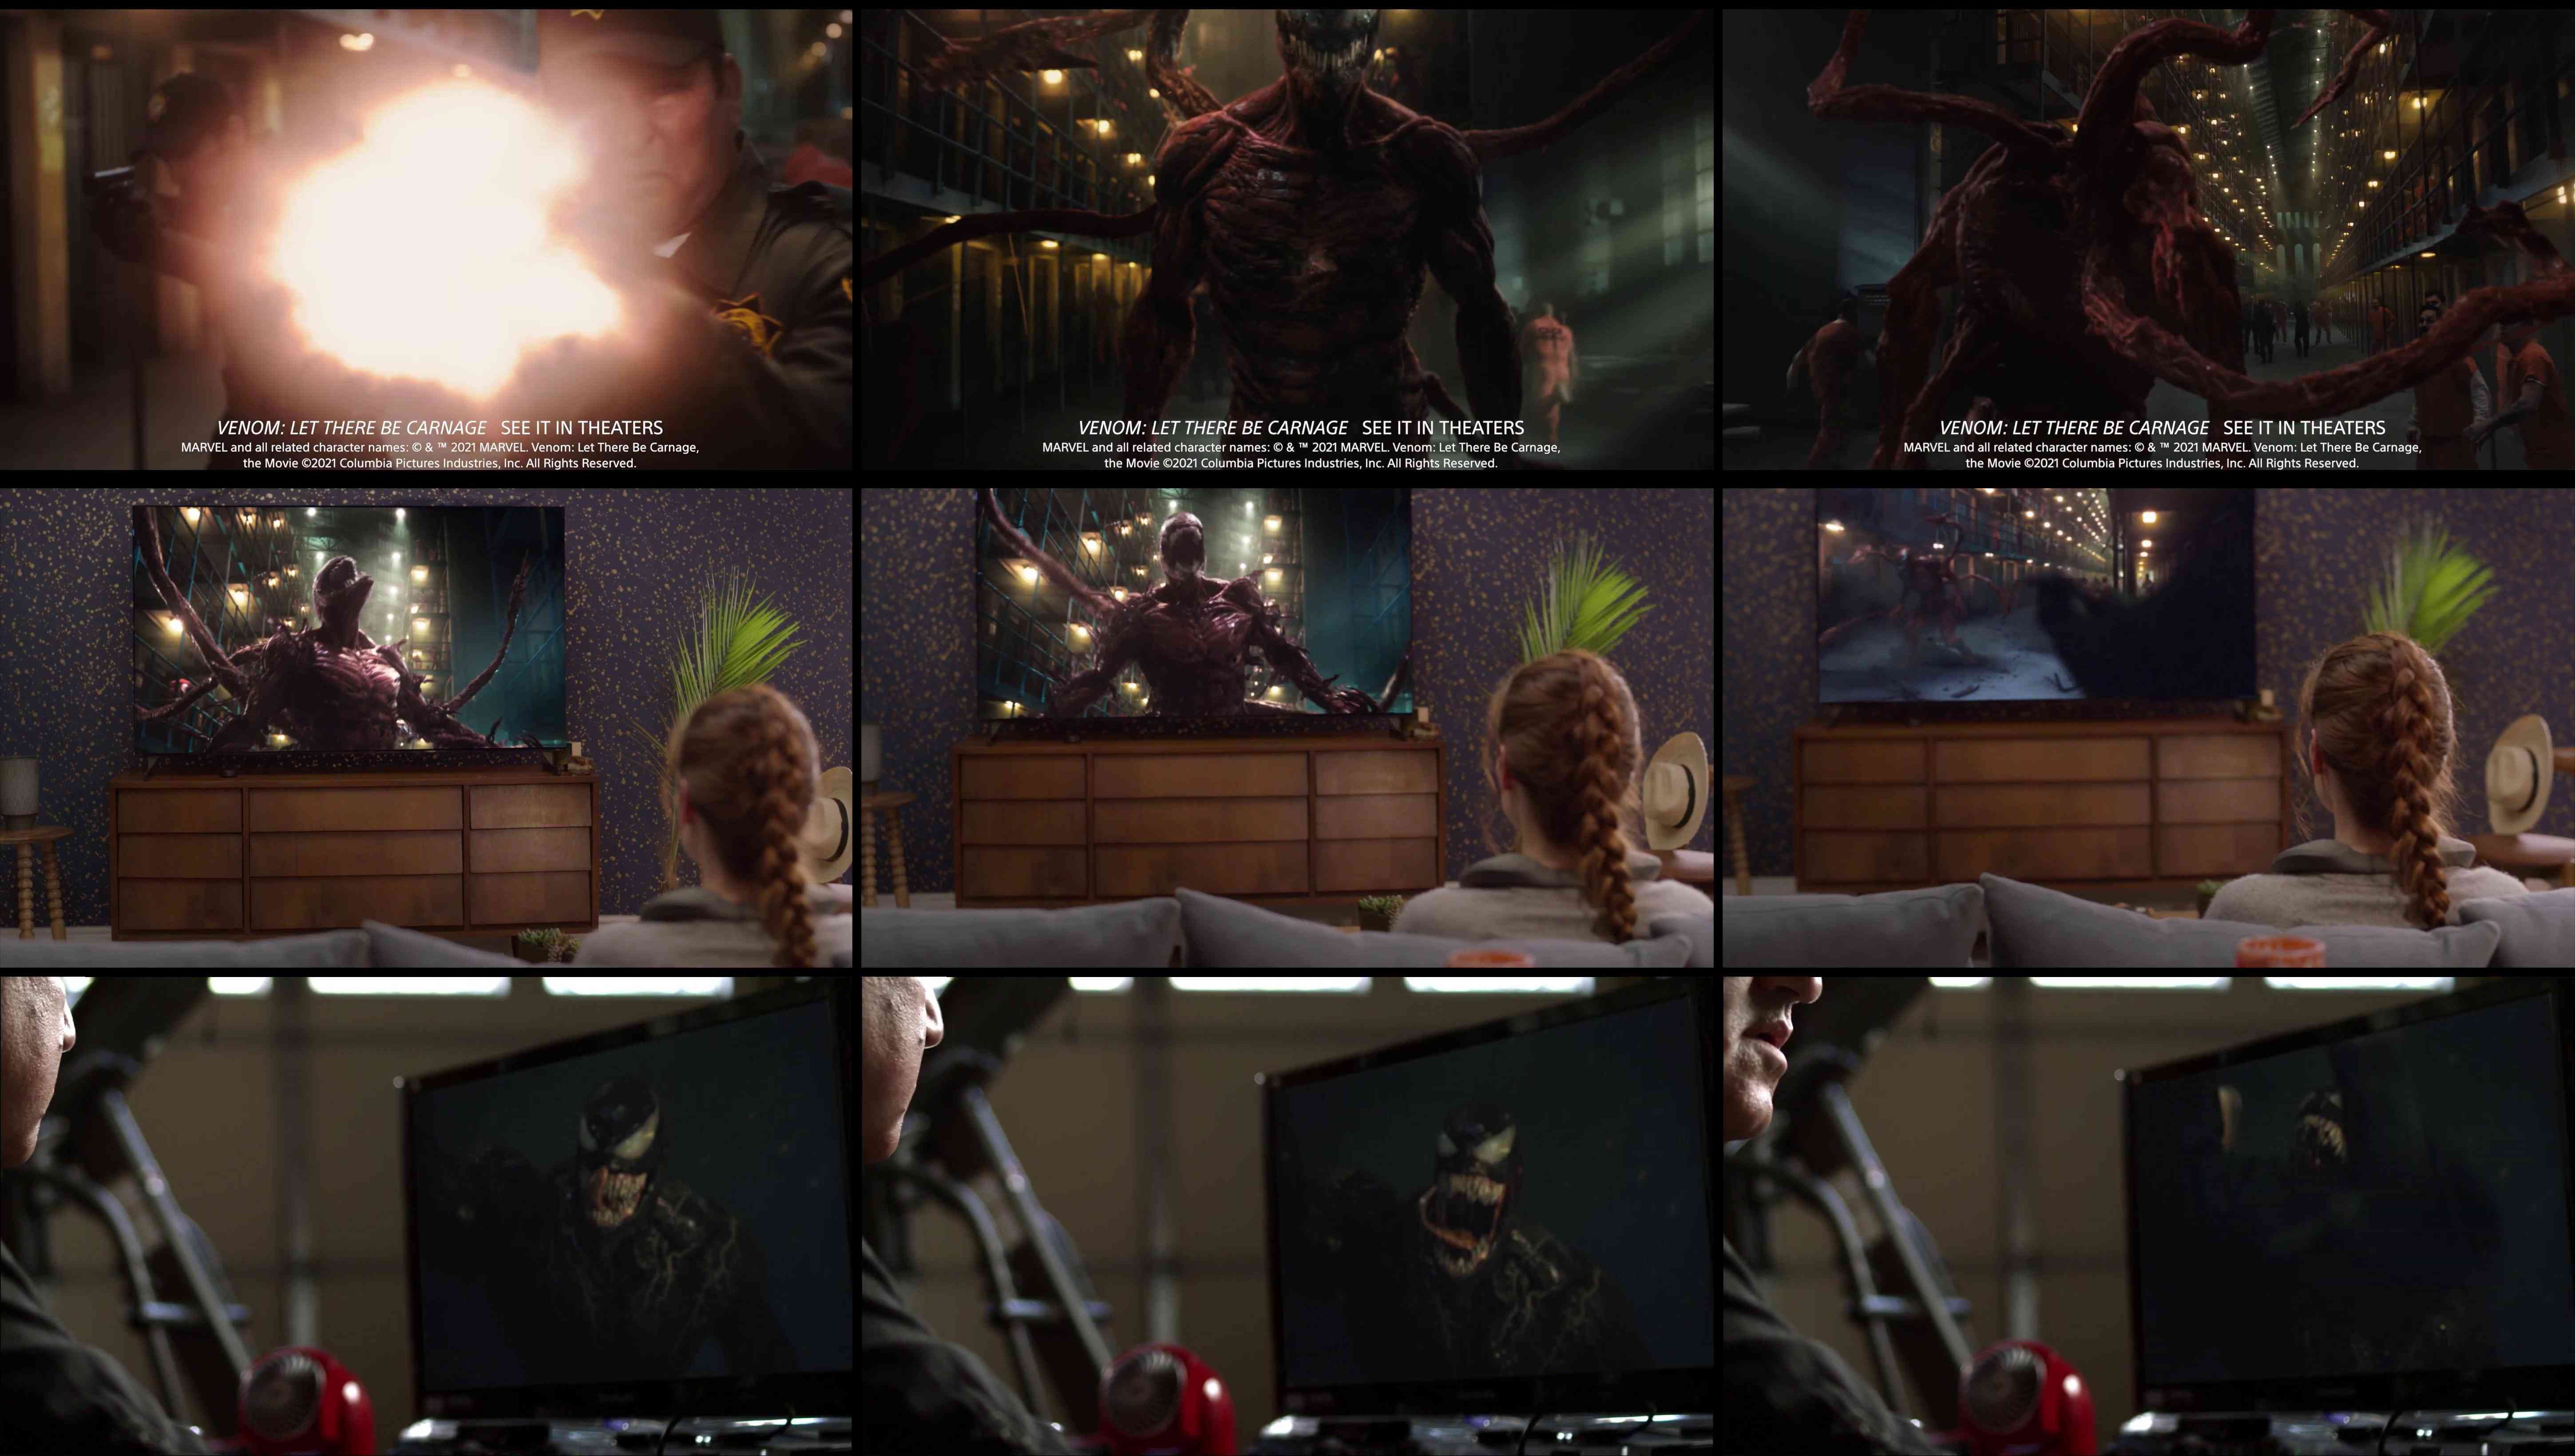 VENOM: LET THERE BE CARNAGE SEE IT IN THEATERS
MARVEL and all related character names: © & ™ 2021 MARVEL. Venom: Let There Be Carnage,
the Movie ©2021 Columbia Pictures Industries, Inc. All Rights Reserved.
VENOM: LET THERE BE CARNAGE SEE IT IN THEATERS
MARVEL and all related character names: © & ™ 2021 MARVEL. Venom: Let There Be Carnage,
the Movie ©2021 Columbia Pictures Industries, Inc. All Rights Reserved.
VENOM: LET THERE BE CARNAGE SEE IT IN THEATERS
MARVEL and all related character names: © & ™ 2021 MARVEL. Venom: Let There Be Carnage,
the Movie ©2021 Columbia Pictures Industries, Inc. All Rights Reserved.